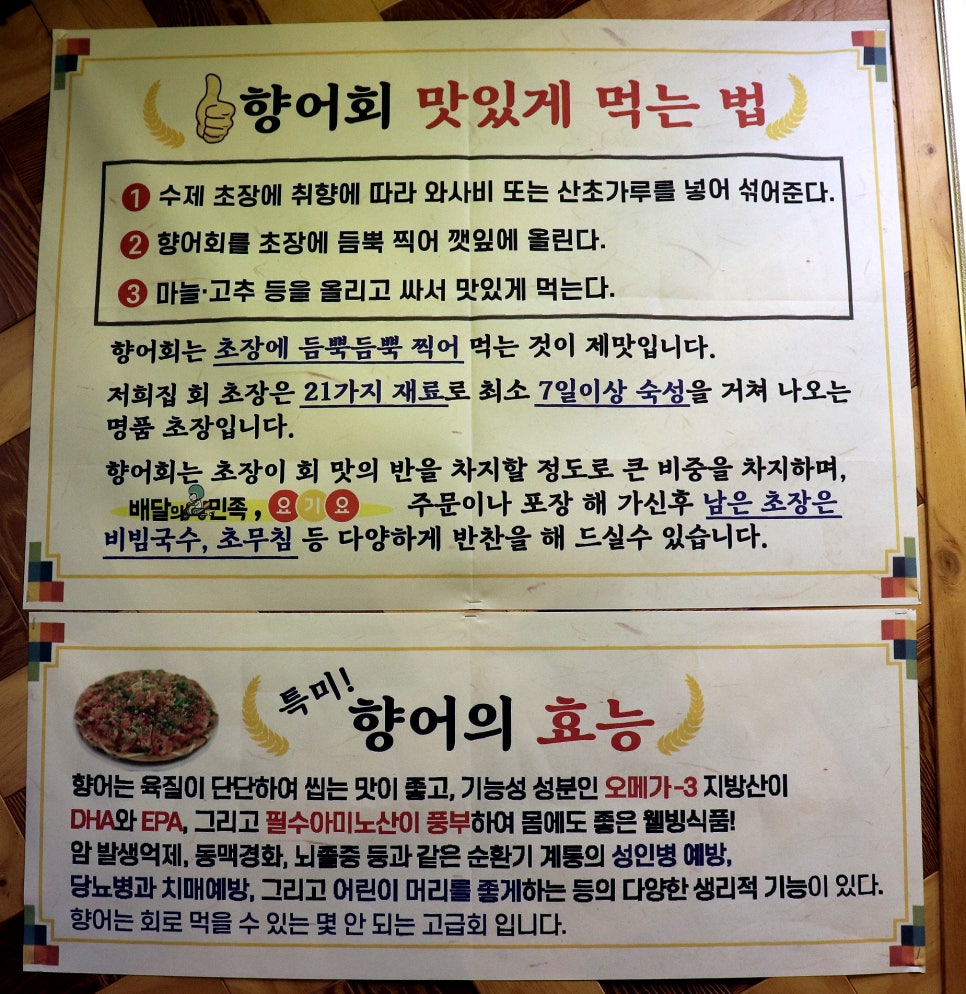 향어회 맛있게 먹는 법
1 수제 초장에 취향에 따라 와사비 또는 산초가루를 넣어 섞어준다.
2 향어회를 초장에 듬뿍 찍어 깻잎에 올린다.
3 마늘·고추 등을 올리고 싸서 맛있게 먹는다.
향어회는 초장에 듬뿍듬뿍 찍어 먹는 것이 제맛입니다.
저희집 회 초장은 21가지 재료로 최소 7일이상 숙성을 거쳐 나오는
명품 초장입니다.
향어회는 초장이 회 맛의 반을 차지할 정도로 큰 비중을 차지하며,
배달의민족 , 요기요 주문이나 포장 해 가신후 남은 초장은
비빔국수, 초무침 등 다양하게 반찬을 해 드실수 있습니다.
특미!
향어의 효능
향어는 육질이 단단하여 씹는 맛이 좋고, 기능성 성분인 오메가-3 지방산이
DHA와 EPA, 그리고 필수아미노산이 풍부하여 몸에도 좋은 웰빙식품!
암 발생억제, 동맥경화, 뇌졸중 등과 같은 순환기 계통의 성인병 예방,
당뇨병과 치매예방, 그리고 어린이 머리를 좋게하는 등의 다양한 생리적 기능이 있다.
향어는 회로 먹을 수 있는 몇 안 되는 고급회 입니다.